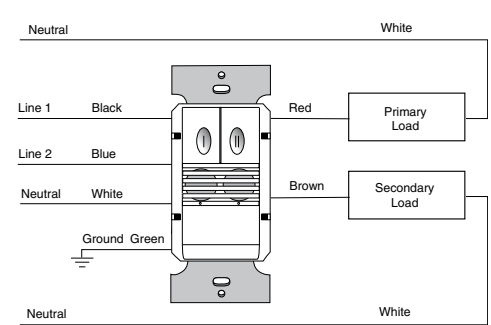 Neutral White
Line 1 Black Red Primary
Load
I II
Line 2 Blue
Neutral White Brown Secondary
Load
Ground Green
Neutral White